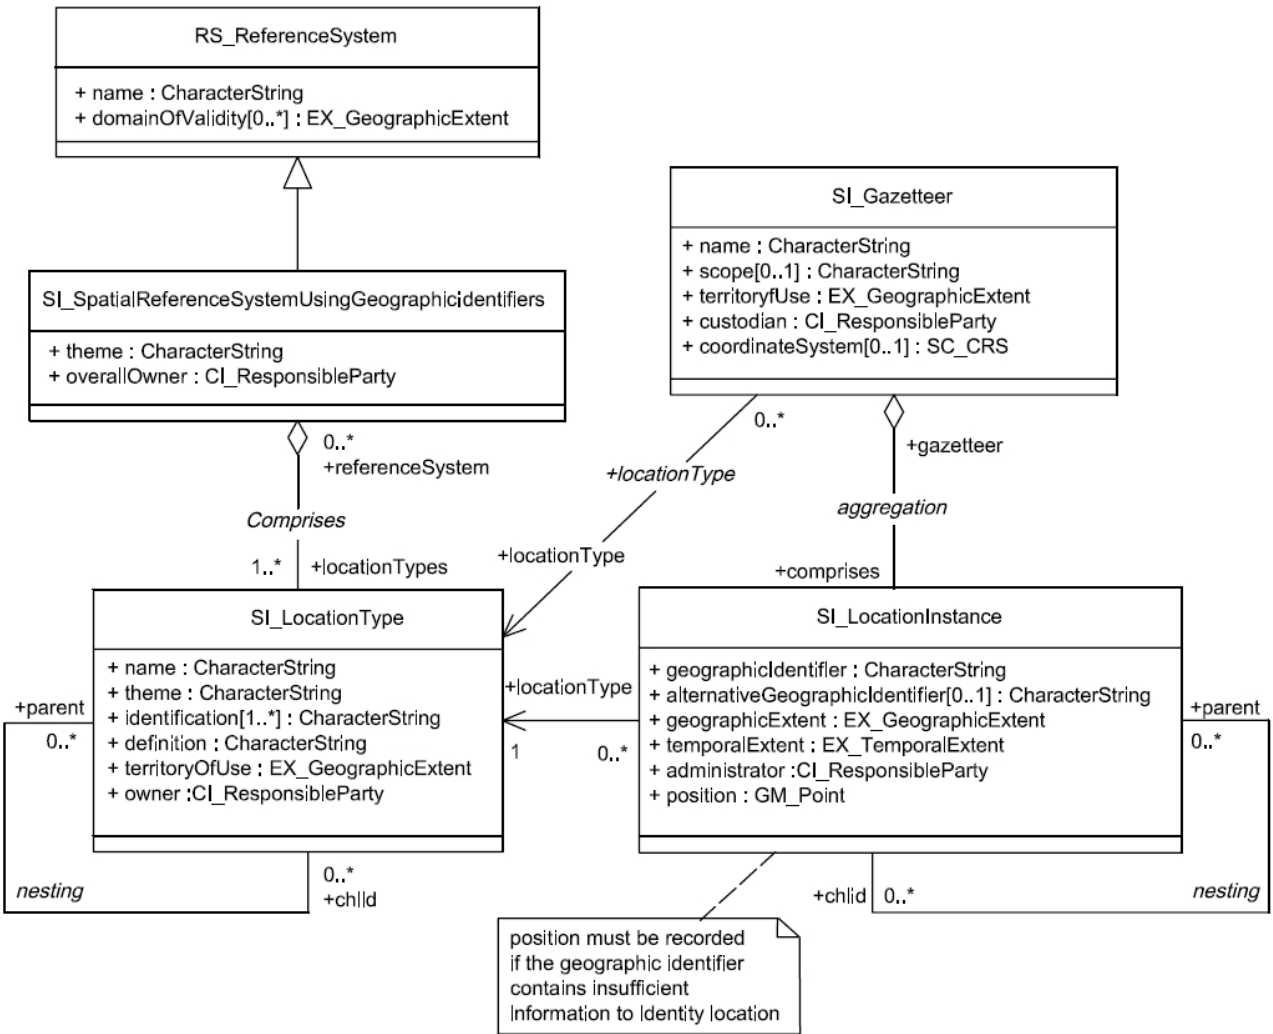 RS_ReferenceSystem
+ name : CharacterString
+ domainOfValidity[0..*] : EX_GeographicExtent
SI_Gazetteer
+ name : CharacterString
+ scope[0..1] : CharacterString
+ territoryfUse : EX_GeographicExtent
+ custodian : CI_ResponsibleParty
+ coordinateSystem[0..1] : SC_CRS
SI_SpatialReferenceSystemUsingGeographicIdentifiers
+ theme : CharacterString
+ overallOwner : CI_ResponsibleParty
0..*
+referenceSystem
Comprises
1..*
+locationTypes
0..*
+locationType
+locationType
+gazetteer
aggregation
+comprises
SI_LocationType
+ name : CharacterString
+ theme : CharacterString
+ identification[1..*] : CharacterString
+ definition : CharacterString
+ territoryOfUse : EX_GeographicExtent
+ owner :CI_ResponsibleParty
+parent
0..*
nesting
0..*
+child
+locationType
1
0..*
SI_LocationInstance
+ geographicIdentifier : CharacterString
+ alternativeGeographicIdentifier[0..1] : CharacterString
+ geographicExtent : EX_GeographicExtent
+ temporalExtent : EX_TemporalExtent
+ administrator :CI_ResponsibleParty
+ position : GM_Point
+parent
0..*
nesting
+child
0..*
position must be recorded
if the geographic identifier
contains insufficient
Information to Identity location